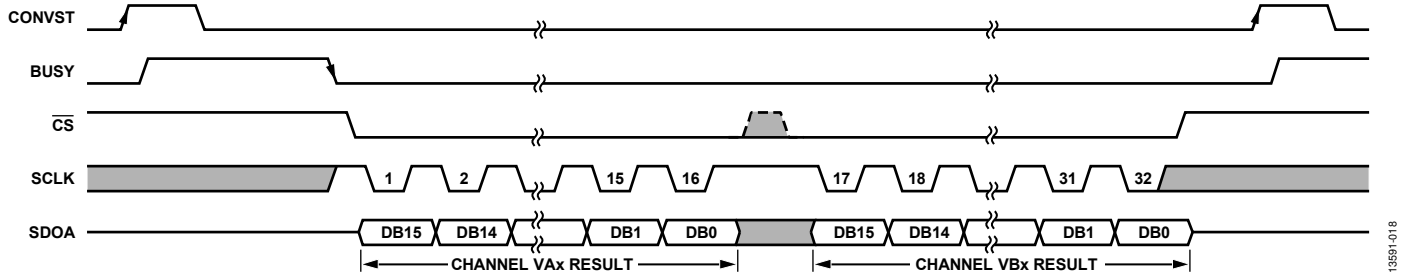 CONVST
BUSY
CS
SCLK 1 2 15 16 17 18 31 32
SDOA DB15 DB14 DB1 DB0 DB15 DB14 DB1 DB0
CHANNEL VAx RESULT CHANNEL VBx RESULT
13591-018